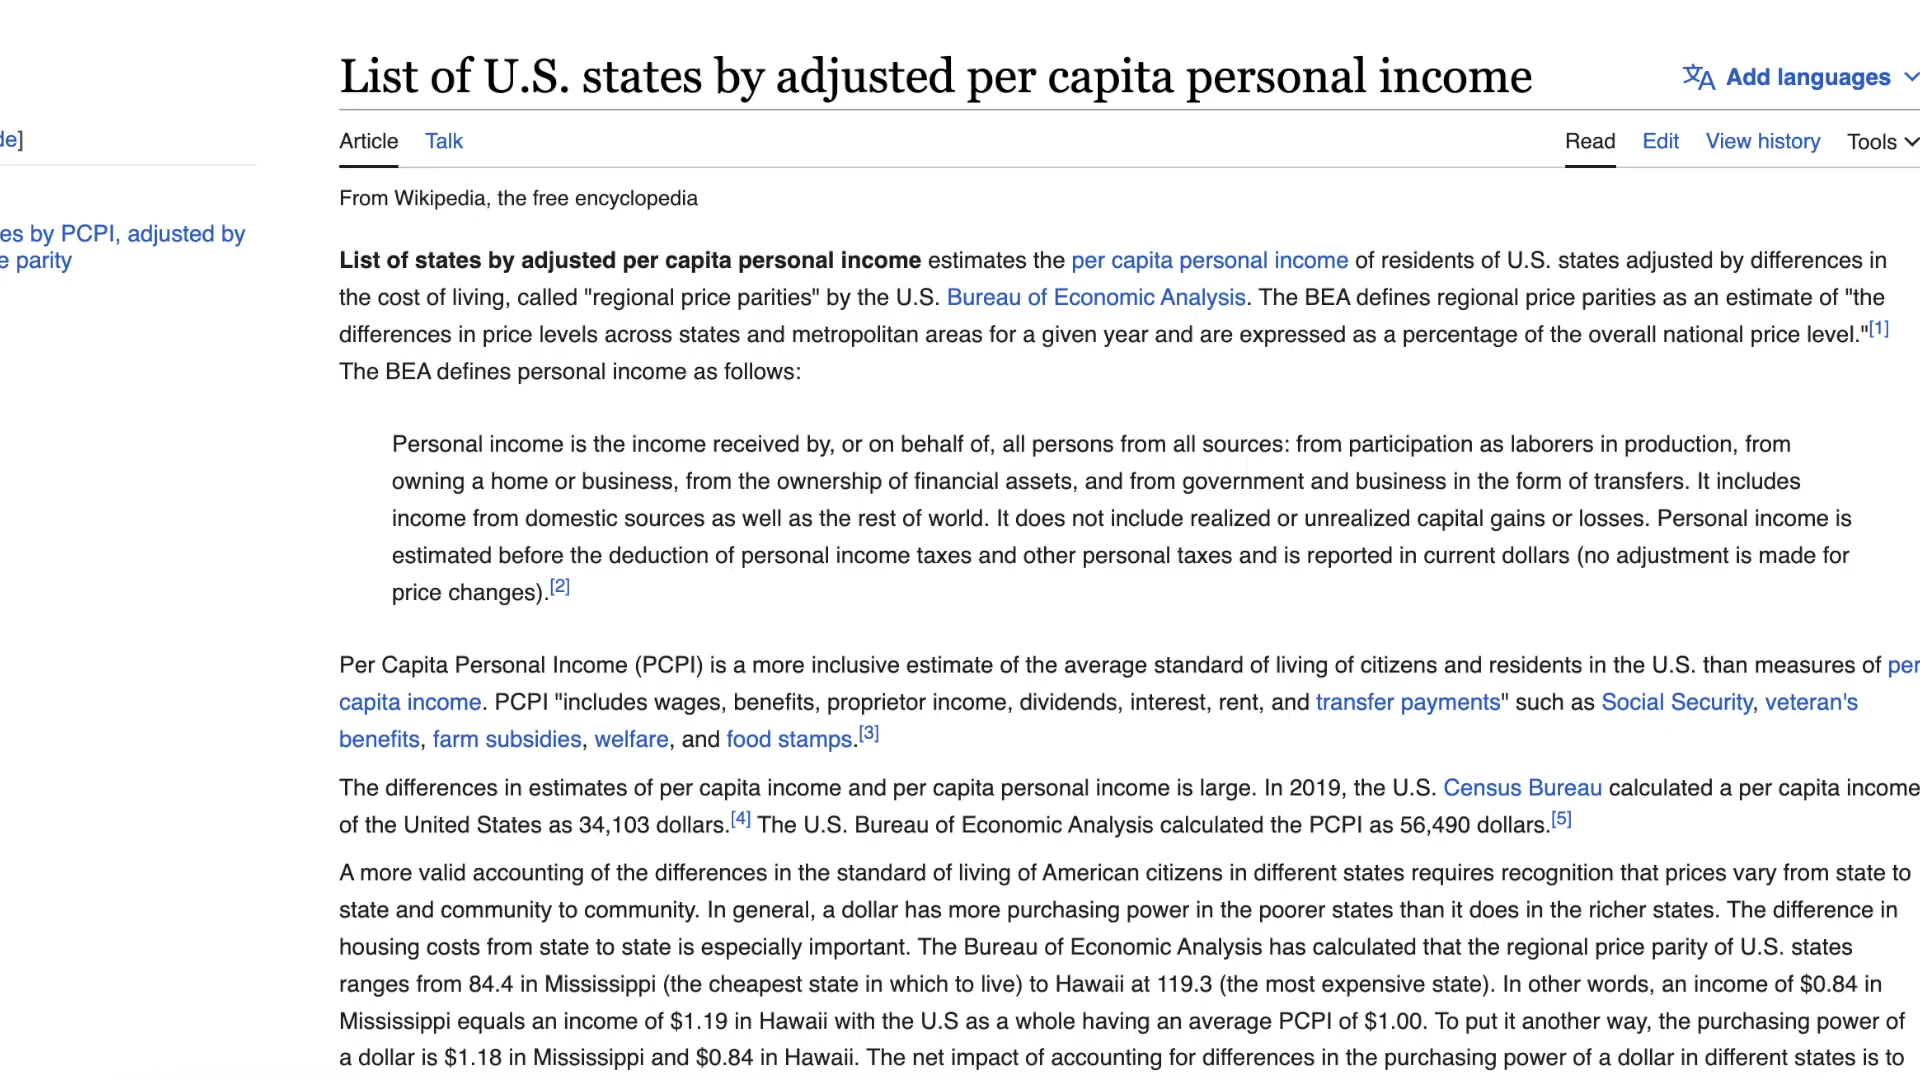 List of U.S. states by adjusted per capita personal income
Add languages
de]
Article Talk
Read Edit View history Tools
From Wikipedia, the free encyclopedia
es by PCPI, adjusted by
e parity
List of states by adjusted per capita personal income estimates the per capita personal income of residents of U.S. states adjusted by differences in
the cost of living, called "regional price parities" by the U.S. Bureau of Economic Analysis. The BEA defines regional price parities as an estimate of "the
differences in price levels across states and metropolitan areas for a given year and are expressed as a percentage of the overall national price level."[1]
The BEA defines personal income as follows:
Personal income is the income received by, or on behalf of, all persons from all sources: from participation as laborers in production, from
owning a home or business, from the ownership of financial assets, and from government and business in the form of transfers. It includes
income from domestic sources as well as the rest of world. It does not include realized or unrealized capital gains or losses. Personal income is
estimated before the deduction of personal income taxes and other personal taxes and is reported in current dollars (no adjustment is made for
price changes).[2]
Per Capita Personal Income (PCPI) is a more inclusive estimate of the average standard of living of citizens and residents in the U.S. than measures of per
capita income. PCPI "includes wages, benefits, proprietor income, dividends, interest, rent, and transfer payments" such as Social Security, veteran's
benefits, farm subsidies, welfare, and food stamps.[3]
The differences in estimates of per capita income and per capita personal income is large. In 2019, the U.S. Census Bureau calculated a per capita income
of the United States as 34,103 dollars.[4] The U.S. Bureau of Economic Analysis calculated the PCPI as 56,490 dollars.[5]
A more valid accounting of the differences in the standard of living of American citizens in different states requires recognition that prices vary from state to
state and community to community. In general, a dollar has more purchasing power in the poorer states than it does in the richer states. The difference in
housing costs from state to state is especially important. The Bureau of Economic Analysis has calculated that the regional price parity of U.S. states
ranges from 84.4 in Mississippi (the cheapest state in which to live) to Hawaii at 119.3 (the most expensive state). In other words, an income of $0.84 in
Mississippi equals an income of $1.19 in Hawaii with the U.S as a whole having an average PCPI of $1.00. To put it another way, the purchasing power of
a dollar is $1.18 in Mississippi and $0.84 in Hawaii. The net impact of accounting for differences in the purchasing power of a dollar in different states is to